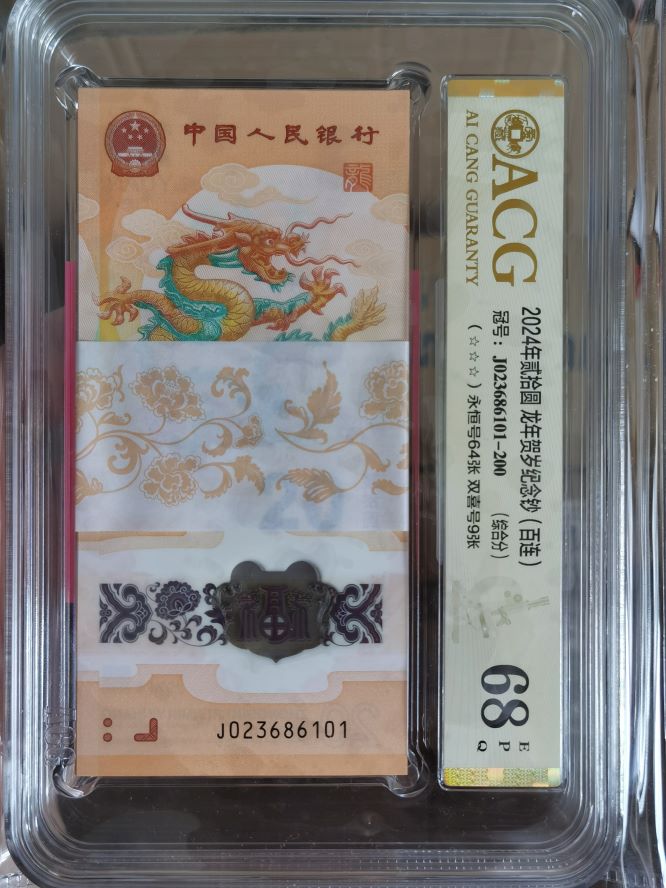 中国人民银行
龍
福
J023686101
ACG
AI CANG GUARANTY
2024年贰拾圆 龙年贺岁纪念钞（百连）
冠号：J023686101-200 （综合分）
（☆☆☆）永恒号64张 双喜号9张
68
Q P E